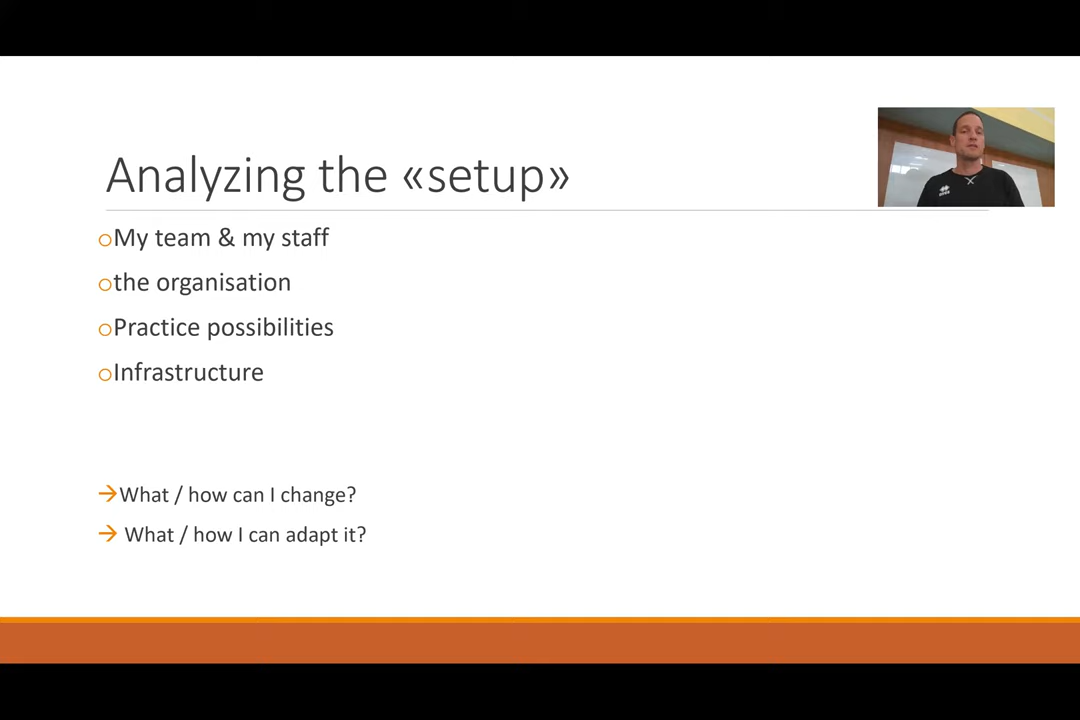 Analyzing the «setup»
My team & my staff
the organisation
Practice possibilities
Infrastructure
→What / how can I change?
→ What / how I can adapt it?